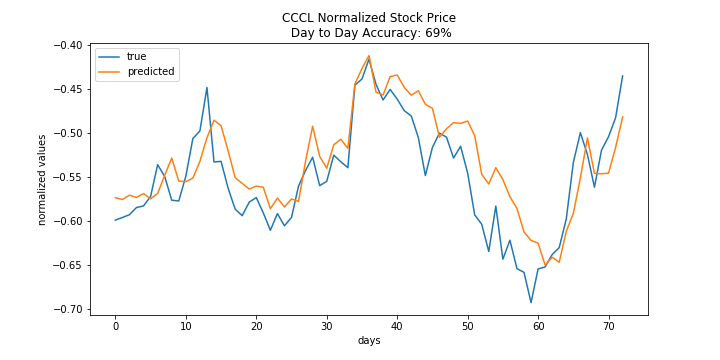 CCCL Normalized Stock Price
Day to Day Accuracy: 69%
true
predicted
normalized values
−0.40
−0.45
−0.50
−0.55
−0.60
−0.65
−0.70
0 10 20 30 40 50 60 70
days